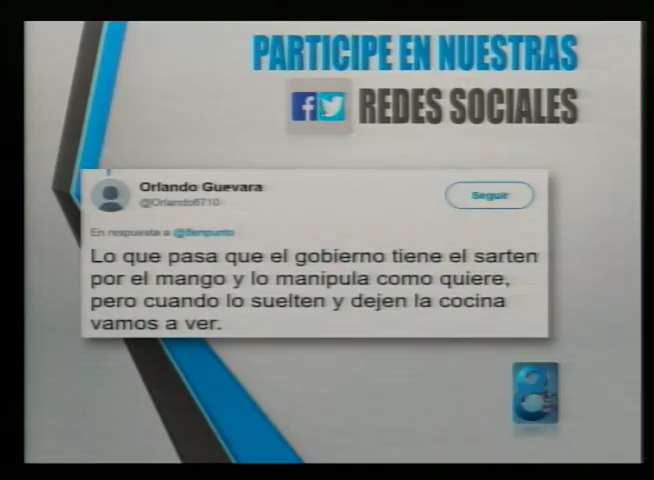 PARTICIPE EN NUESTRAS
REDES SOCIALES
Orlando Guevara
@Orlando6710
Seguir
En respuesta a @8enpunto
Lo que pasa que el gobierno tiene el sarten
por el mango y lo manipula como quiere,
pero cuando lo suelten y dejen la cocina
vamos a ver.
8